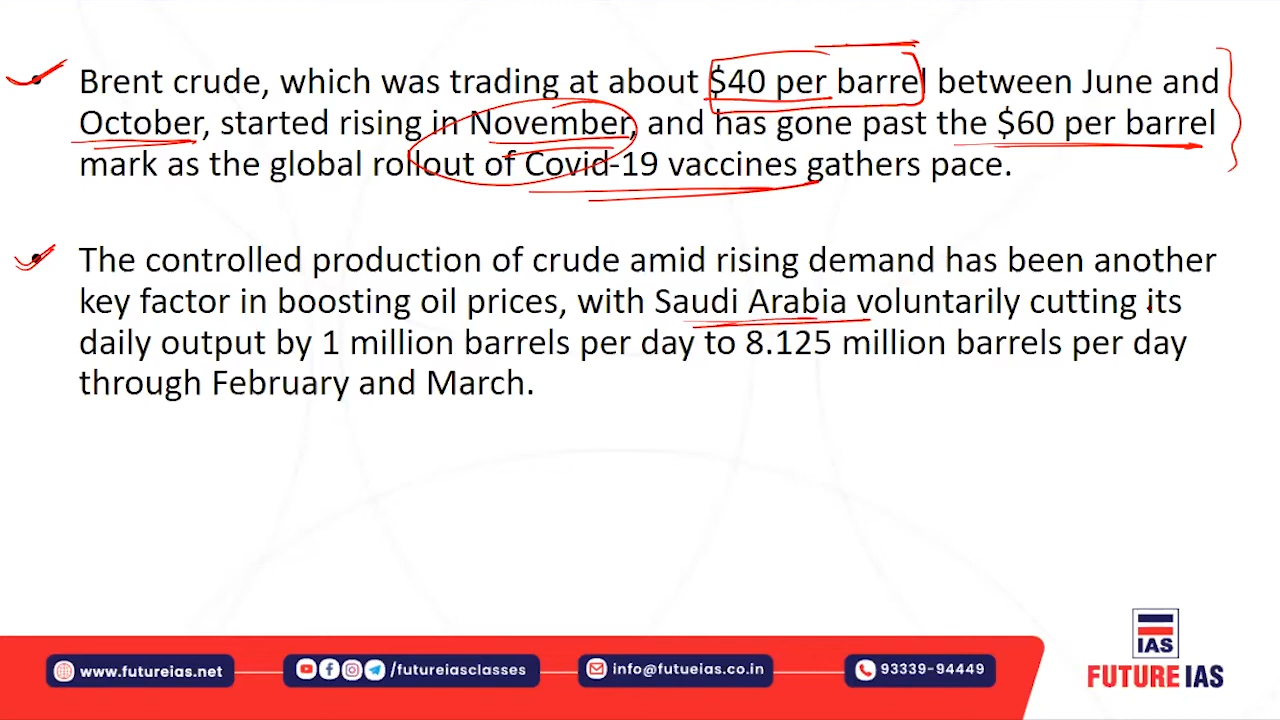 Brent crude, which was trading at about $40 per barrel between June and
October, started rising in November, and has gone past the $60 per barrel
mark as the global rollout of Covid-19 vaccines gathers pace.
The controlled production of crude amid rising demand has been another
key factor in boosting oil prices, with Saudi Arabia voluntarily cutting its
daily output by 1 million barrels per day to 8.125 million barrels per day
through February and March.
www.futureias.net
/futureiasclasses
info@futueias.co.in
93339-94449
IAS
FUTURE IAS